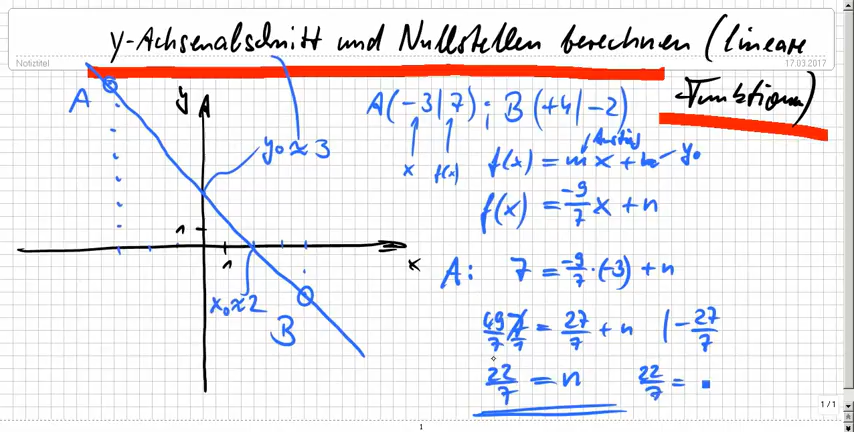 y-Achsenabschnitt und Nullstellen berechnen (lineare
Funktionen)
Notiztitel
17.03.2017
A
y
A(-3|7); B(+4|-2)
x f(x)
y₀≈3
Anstieg
f(x) = mx + n y₀
f(x) = -9/7 x + n
1
1
x
A: 7 = -9/7 · (-3) + n
x₀≈2
B
49/7 = 27/7 + n |-27/7
22/7 = n 22/7 =
1/1
1